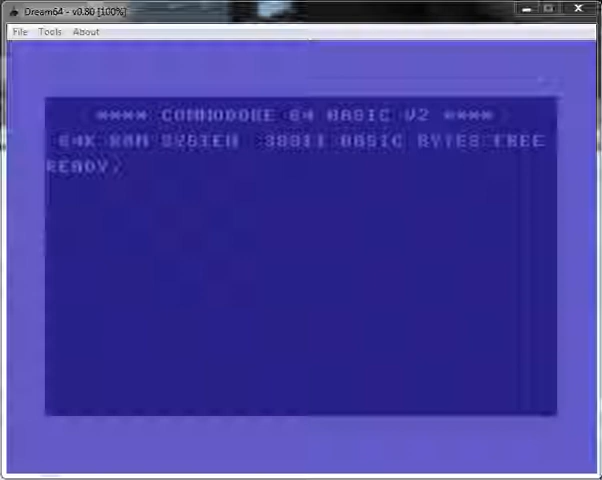 Dream64 - v0.80 [100%]
File Tools About
**** COMMODORE 64 BASIC V2 ****
64K RAM SYSTEM 38911 BASIC BYTES FREE
READY.